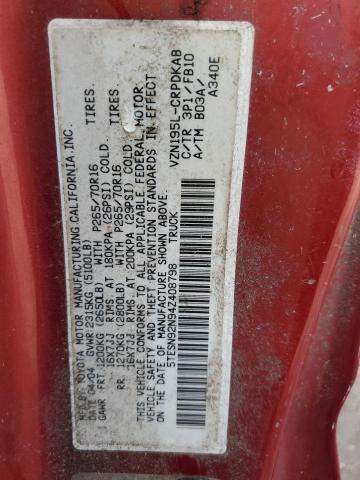 MFD. BY: TOYOTA MOTOR MANUFACTURING CALIFORNIA, INC.
DATE 04/04 GVWR: 2315KG (5100LB)
GAWR FRT. 1200KG (2650LB) WITH P265/70R16 TIRES
16X7JJ RIMS AT 180KPA (26PSI) COLD.
RR. 1270KG (2800LB) WITH P265/70R16 TIRES
16X7JJ RIMS AT 200KPA (29PSI) COLD.
THIS VEHICLE CONFORMS TO ALL APPLICABLE FEDERAL MOTOR
VEHICLE SAFETY AND THEFT PREVENTION STANDARDS IN EFFECT
ON THE DATE OF MANUFACTURE SHOWN ABOVE.
5TESN92N94Z408798 TRUCK
VZN195L-CRPDKAB
C/TR 3P1/FB10
A/TM B03A/
A340E